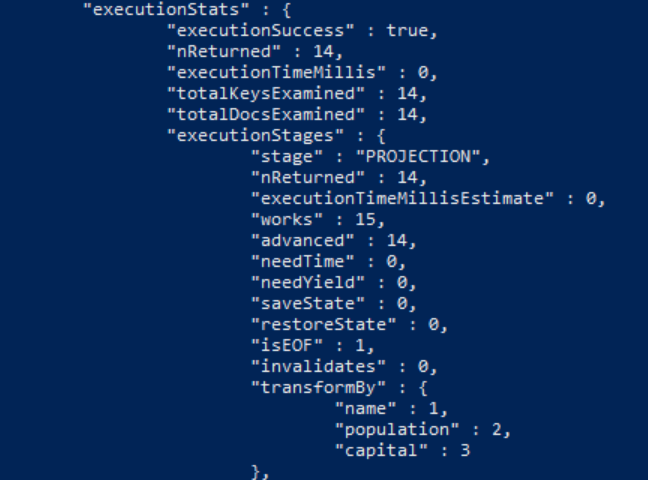 "executionStats" : {
"executionSuccess" : true,
"nReturned" : 14,
"executionTimeMillis" : 0,
"totalKeysExamined" : 14,
"totalDocsExamined" : 14,
"executionStages" : {
"stage" : "PROJECTION",
"nReturned" : 14,
"executionTimeMillisEstimate" : 0,
"works" : 15,
"advanced" : 14,
"needTime" : 0,
"needYield" : 0,
"saveState" : 0,
"restoreState" : 0,
"isEOF" : 1,
"invalidates" : 0,
"transformBy" : {
"name" : 1,
"population" : 2,
"capital" : 3
},